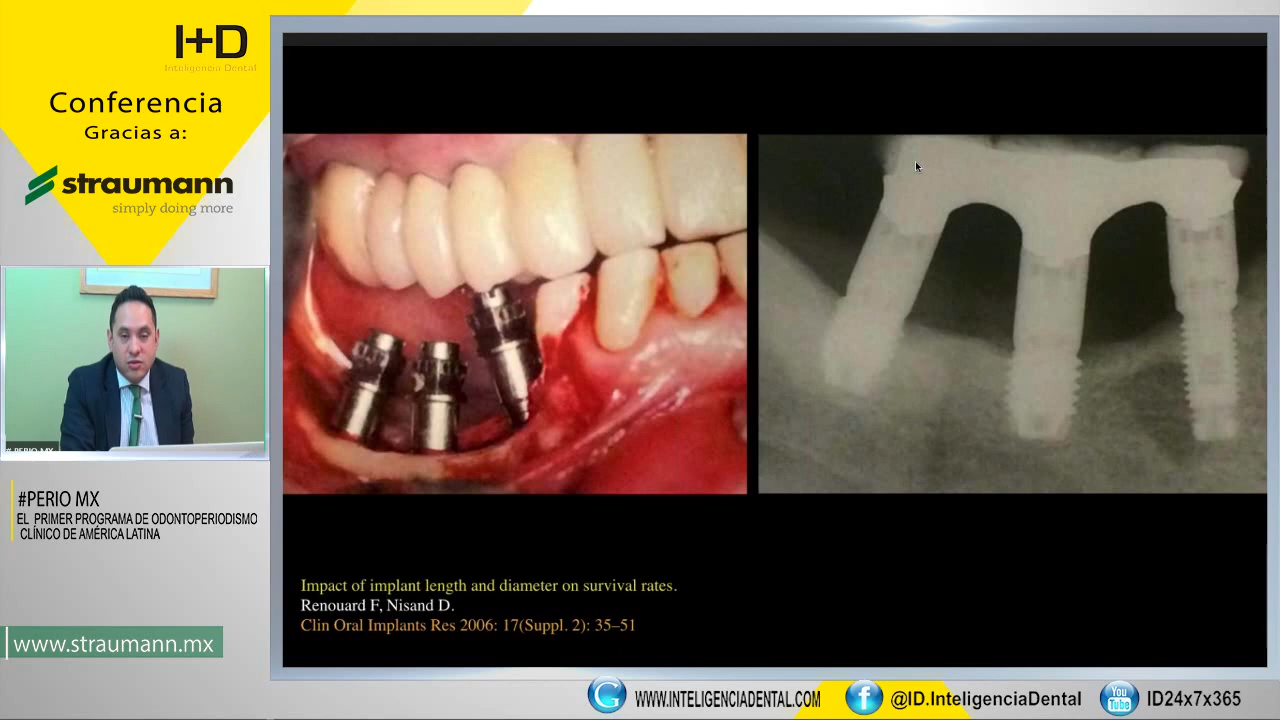 I+D
Inteligencia Dental
Conferencia
Gracias a:
straumann
simply doing more
# PERIO MX
#PERIO MX
EL PRIMER PROGRAMA DE ODONTOPERIODISMO
CLÍNICO DE AMÉRICA LATINA
www.straumann.mx
Impact of implant length and diameter on survival rates.
Renouard F, Nisand D.
Clin Oral Implants Res 2006: 17(Suppl. 2): 35–51
WWW.INTELIGENCIADENTAL.COM
@ID.InteligenciaDental
You
Tube
ID24x7x365